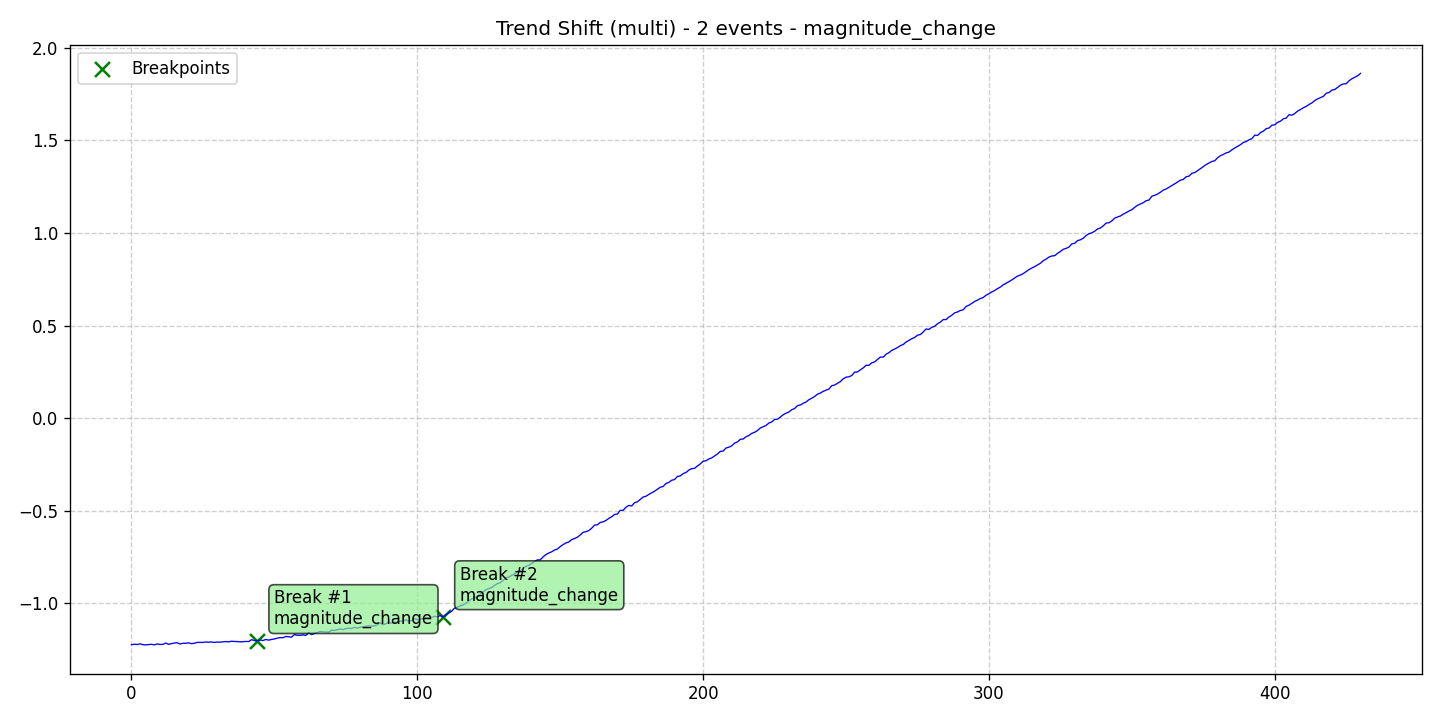 Trend Shift (multi) - 2 events - magnitude_change
Breakpoints
2.0
1.5
1.0
0.5
0.0
−0.5
−1.0
Break #1
magnitude_change
Break #2
magnitude_change
0
100
200
300
400